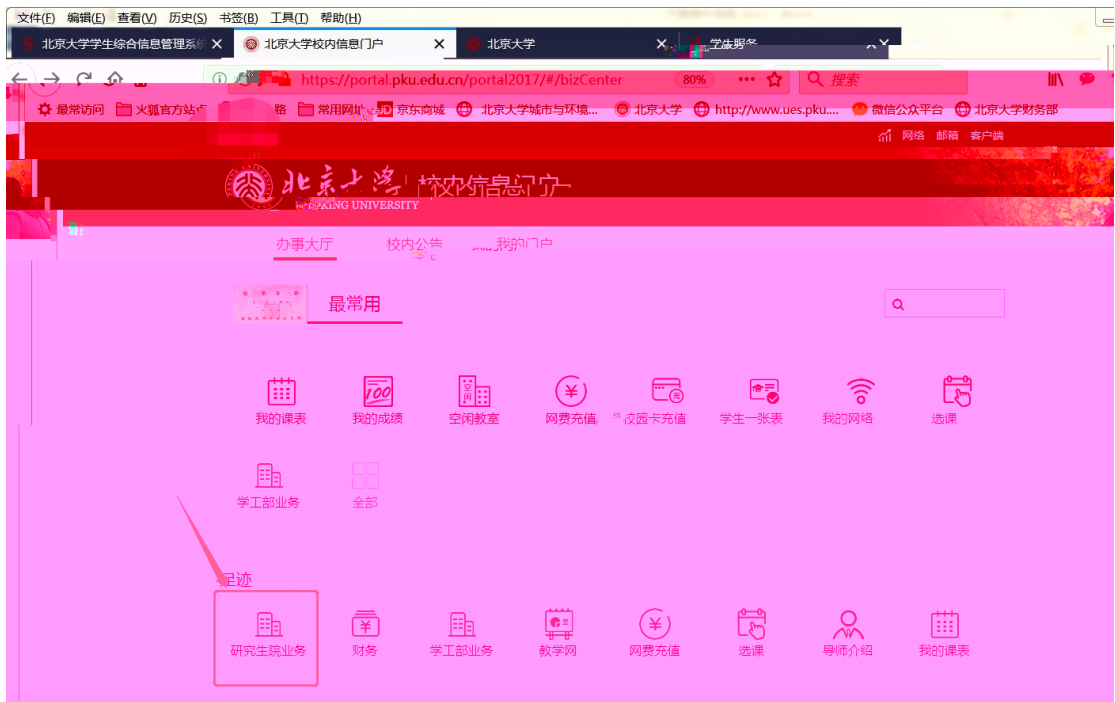 文件(F) 编辑(E) 查看(V) 历史(S) 书签(B) 工具(T) 帮助(H)
北京大学学生综合信息管理系统 北京大学校内信息门户 北京大学 学生服务
https://portal.pku.edu.cn/portal2017/#/bizCenter 80% 搜索
最常访问 火狐官方站点 常用网址 京东商城 北京大学城市与环境... 北京大学 http://www.ues.pku.... 微信公众平台 北京大学财务部
网络 邮箱 客户端
北京大学 校内信息门户
PEKING UNIVERSITY
办事大厅 校内公告 我的门户
最常用
我的课表 我的成绩 空闲教室 网费充值 校园卡充值 学生一张表 我的网络 选课
学工部业务 全部
足迹
研究生院业务 财务 学工部业务 教学网 网费充值 选课 导师介绍 我的课表